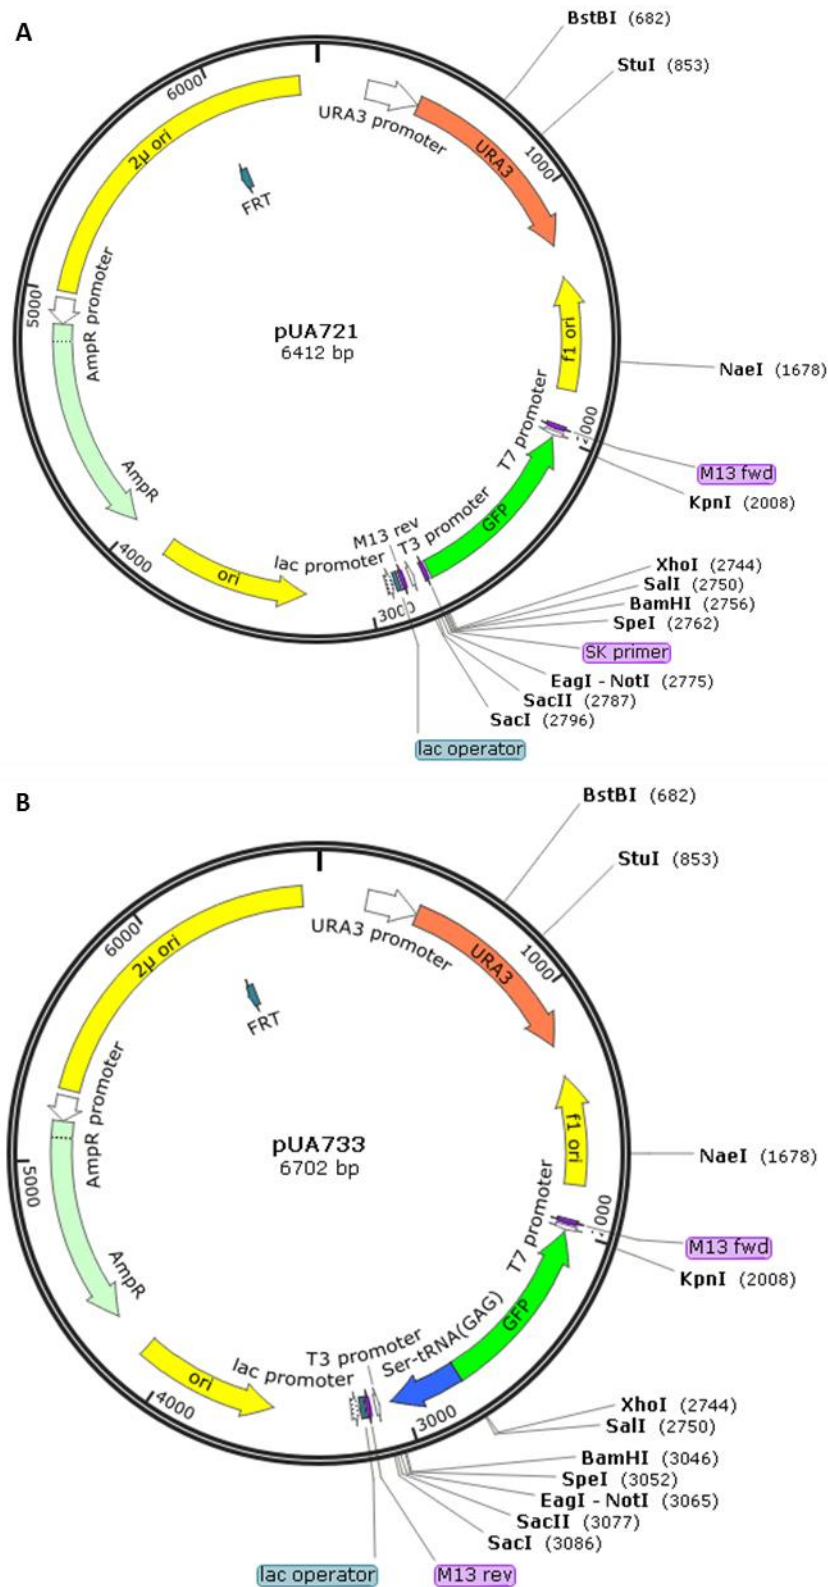 A
BstBI (682)
StuI (853)
6000
URA3 promoter
URA3
1000
2μ ori
FRT
5000
AmpR promoter
pUA721
6412 bp
f1 ori
NaeI (1678)
T7 promoter
2000
M13 fwd
KpnI (2008)
AmpR
GFP
M13 rev
T3 promoter
lac promoter
4000
ori
3000
XhoI (2744)
SalI (2750)
BamHI (2756)
SpeI (2762)
SK primer
EagI - NotI (2775)
SacII (2787)
SacI (2796)
lac operator
B
BstBI (682)
StuI (853)
6000
URA3 promoter
URA3
1000
2μ ori
FRT
AmpR promoter
pUA733
6702 bp
f1 ori
NaeI (1678)
5000
T7 promoter
000
M13 fwd
KpnI (2008)
AmpR
GFP
Ser-tRNA(GAG)
T3 promoter
lac promoter
ori
4000
3000
XhoI (2744)
SalI (2750)
BamHI (3046)
SpeI (3052)
EagI - NotI (3065)
SacII (3077)
SacI (3086)
lac operator
M13 rev